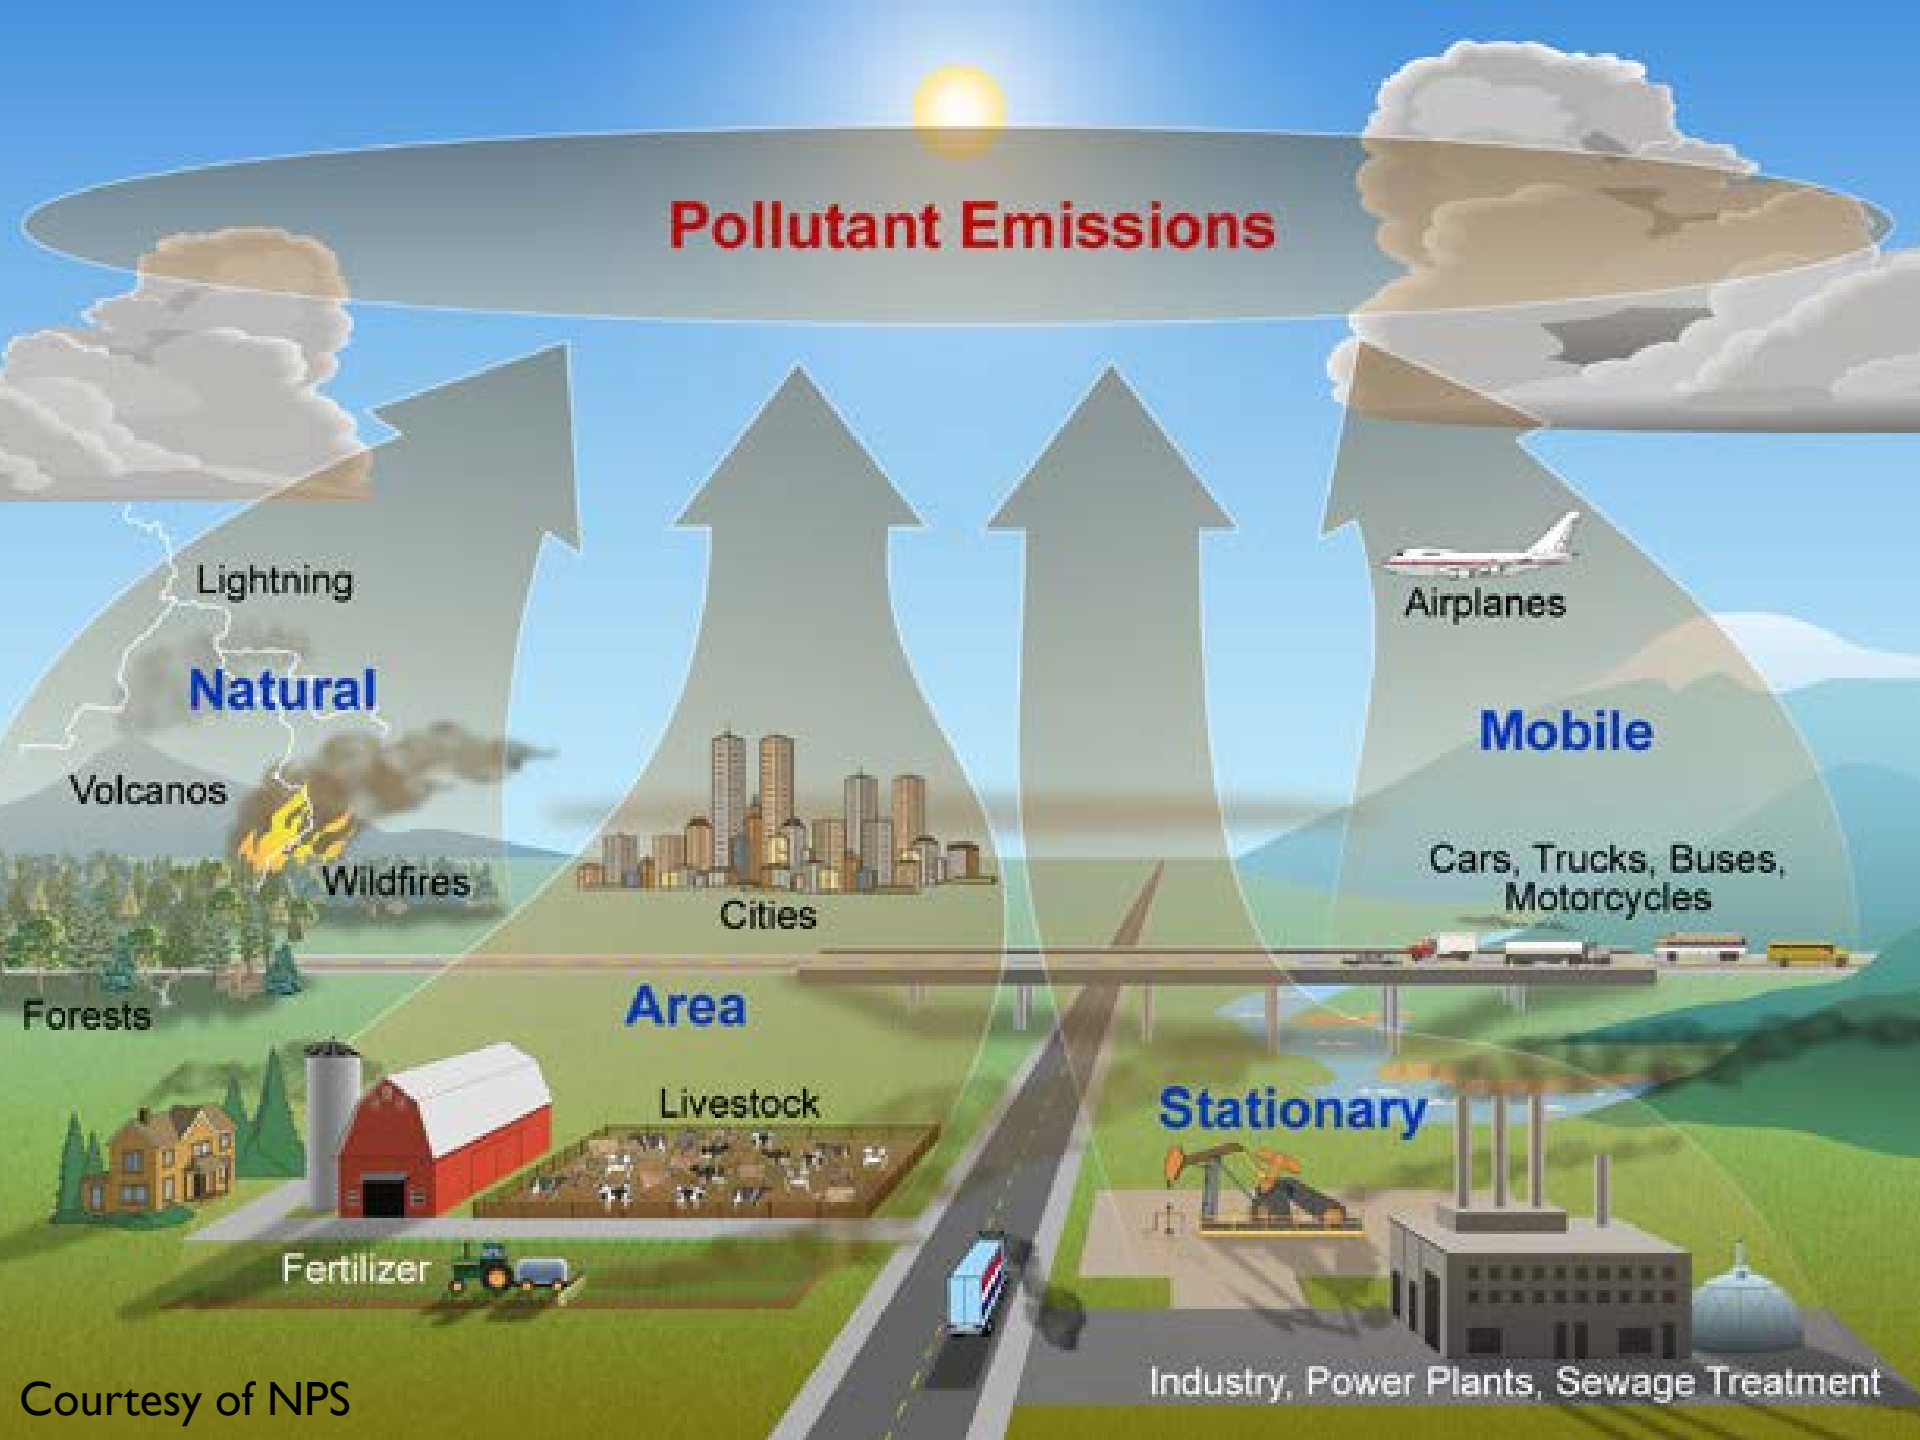 Pollutant Emissions
Lightning
Airplanes
Natural
Mobile
Volcanos
Cars, Trucks, Buses,
Motorcycles
Wildfires
Cities
Area
Forests
Livestock
Stationary
Fertilizer
Industry, Power Plants, Sewage Treatment
Courtesy of NPS